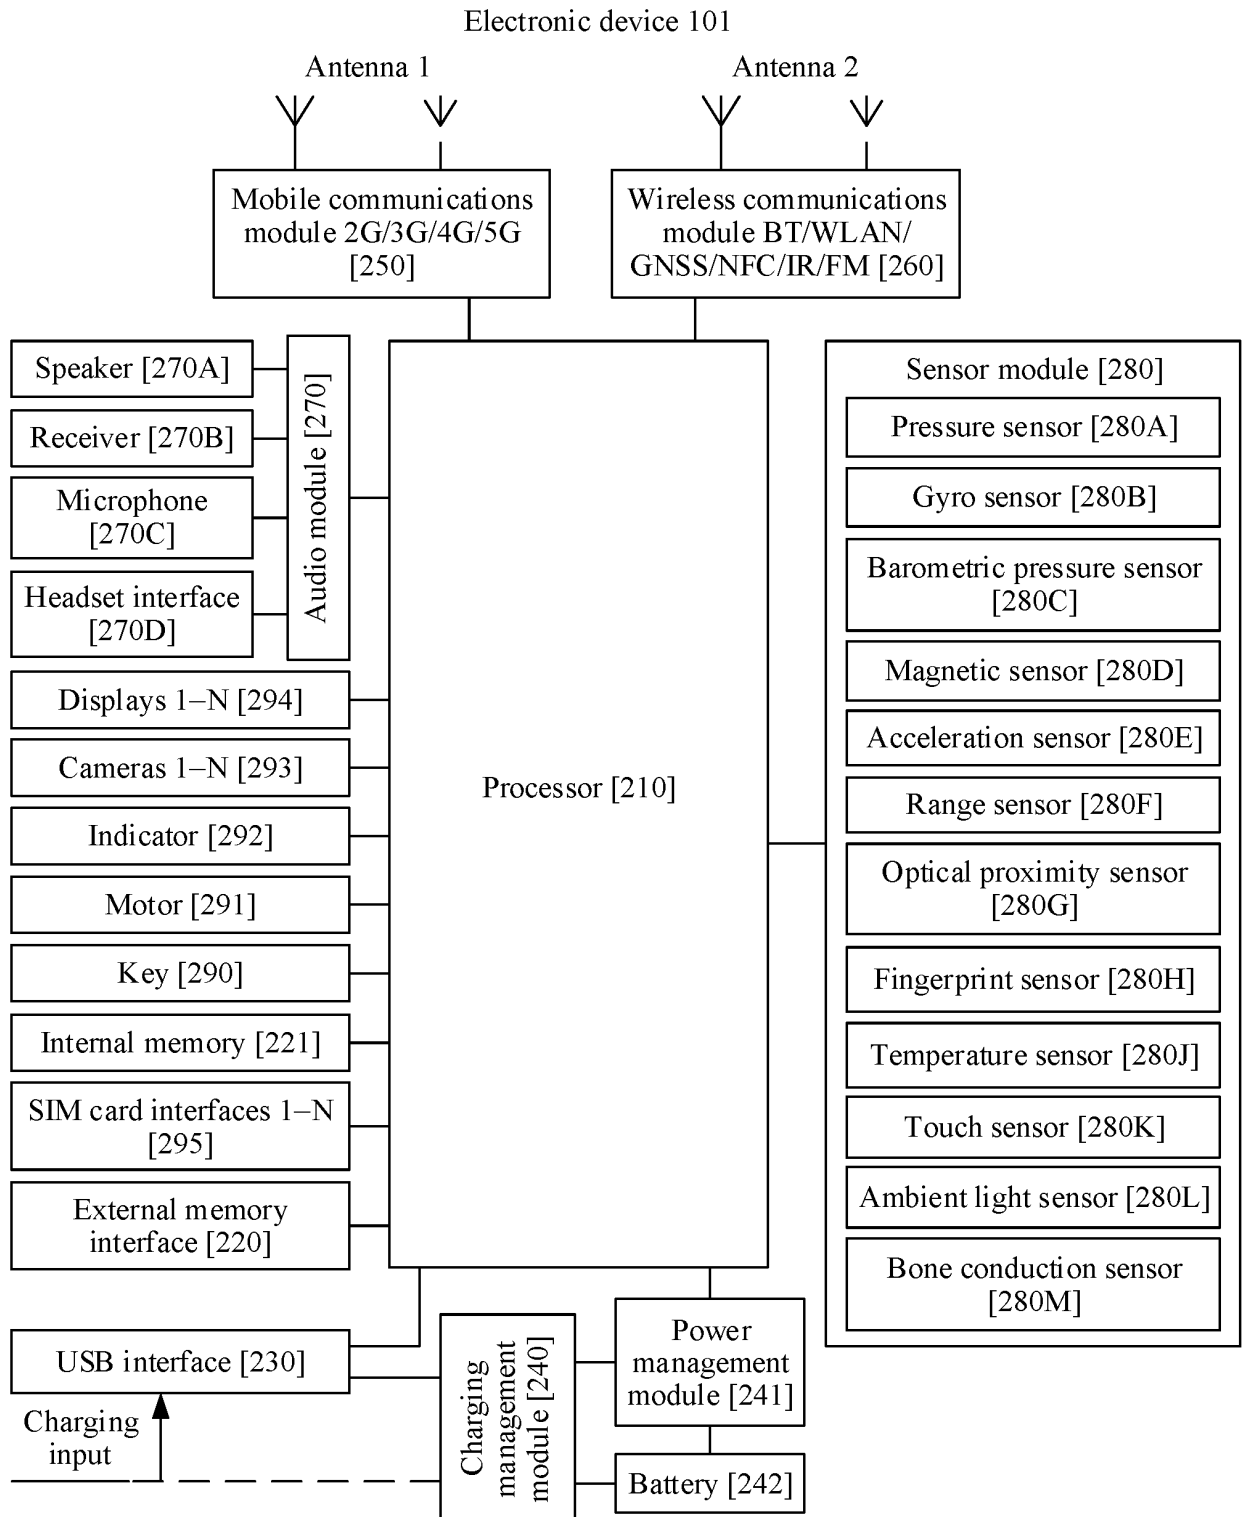 Electronic device 101
Antenna 1
Antenna 2
Mobile communications
module 2G/3G/4G/5G
[250]
Wireless communications
module BT/WLAN/
GNSS/NFC/IR/FM [260]
Speaker [270A]
Receiver [270B]
Microphone
[270C]
Headset interface
[270D]
Audio module [270]
Displays 1–N [294]
Cameras 1–N [293]
Indicator [292]
Motor [291]
Key [290]
Internal memory [221]
SIM card interfaces 1–N
[295]
External memory
interface [220]
Processor [210]
Sensor module [280]
Pressure sensor [280A]
Gyro sensor [280B]
Barometric pressure sensor
[280C]
Magnetic sensor [280D]
Acceleration sensor [280E]
Range sensor [280F]
Optical proximity sensor
[280G]
Fingerprint sensor [280H]
Temperature sensor [280J]
Touch sensor [280K]
Ambient light sensor [280L]
Bone conduction sensor
[280M]
USB interface [230]
Charging
input
Charging
management
module [240]
Power
management
module [241]
Battery [242]